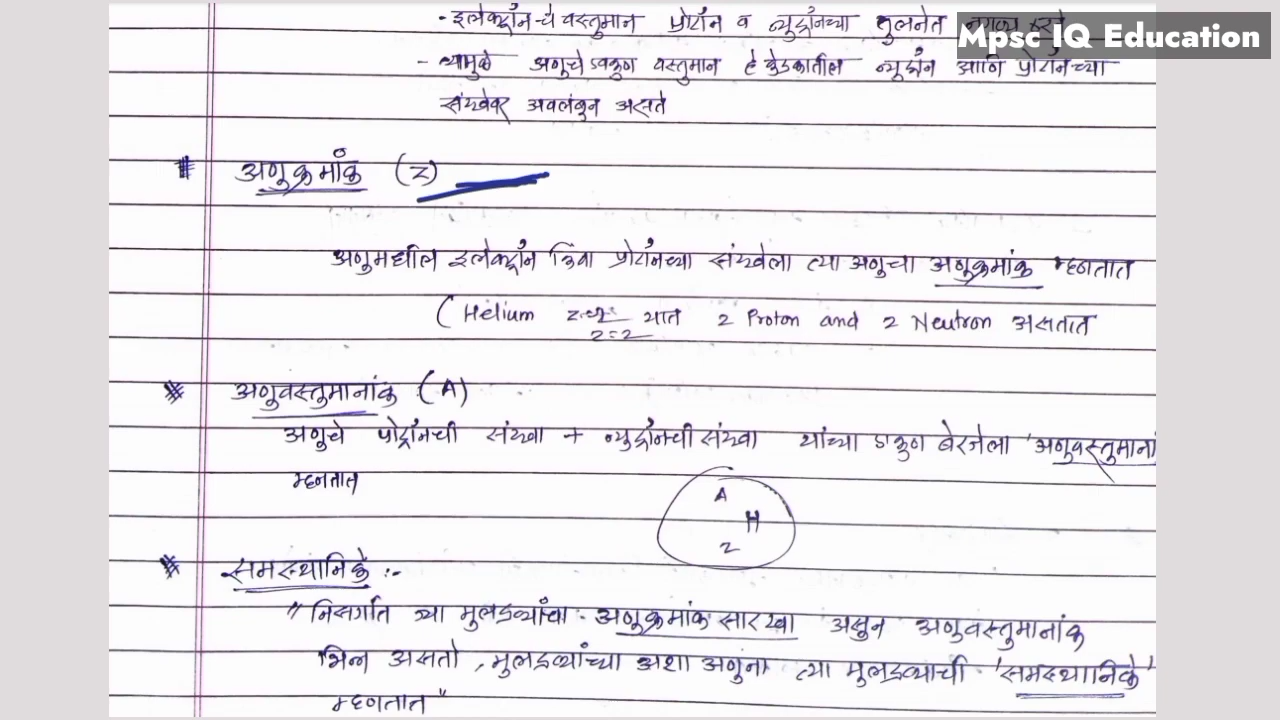 - इलेक्ट्रॉनचे वस्तुमान प्रोटॉन व न्युट्रॉनच्या तुलनेत
Mpsc IQ Education
- त्यामुळे अणुचे एकुण वस्तुमान हे केंद्रकातील न्युट्रॉन आणि प्रोटॉनच्या
संख्येवर अवलंबुन असते
* अणुक्रमांक (Z)
अणुमधील इलेक्ट्रॉन किंवा प्रोटॉनच्या संख्येला त्या अणुचा अणुक्रमांक म्हणतात
(Helium Z=2 यात 2 Proton and 2 Neutron असतात
* अणुवस्तुमानांक (A)
अणुचे प्रोट्रॉनची संख्या + न्युट्रॉनची संख्या यांच्या एकुण बेरजेला 'अणुवस्तुमानां
म्हणतात
A
H
Z
* समस्थानिके :-
"निसर्गात ज्या मुलद्रव्यांचा अणुक्रमांक सारखा असुन अणुवस्तुमानांक
भिन्न असतो, मुलद्रव्यांच्या अशा अणुंना त्या मुलद्रव्याची 'समस्थानिके'
म्हणतात"